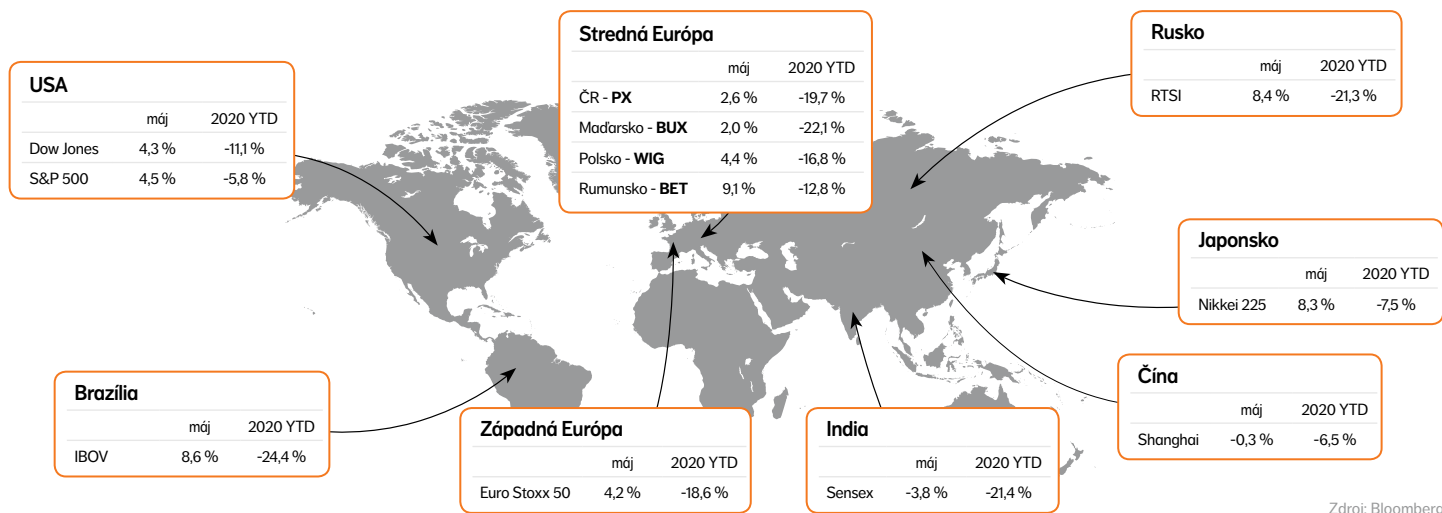 USA
máj 2020 YTD
Dow Jones 4,3 % -11,1 %
S&P 500 4,5 % -5,8 %
Stredná Európa
máj 2020 YTD
ČR - PX 2,6 % -19,7 %
Maďarsko - BUX 2,0 % -22,1 %
Polsko - WIG 4,4 % -16,8 %
Rumunsko - BET 9,1 % -12,8 %
Rusko
máj 2020 YTD
RTSI 8,4 % -21,3 %
Japonsko
máj 2020 YTD
Nikkei 225 8,3 % -7,5 %
Brazília
máj 2020 YTD
IBOV 8,6 % -24,4 %
Západná Európa
máj 2020 YTD
Euro Stoxx 50 4,2 % -18,6 %
India
máj 2020 YTD
Sensex -3,8 % -21,4 %
Čína
máj 2020 YTD
Shanghai -0,3 % -6,5 %
Zdroj: Bloomberg